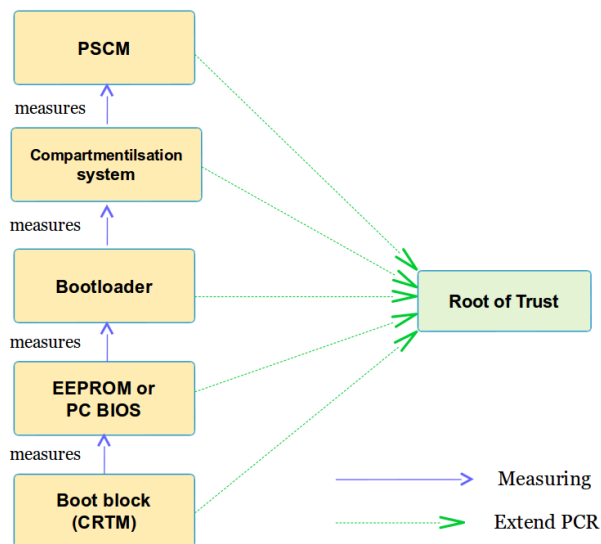 PSCM
measures
Compartmentilsation
system
measures
Bootloader
Root of Trust
measures
EEPROM or
PC BIOS
measures
Boot block
(CRTM)
Measuring
Extend PCR